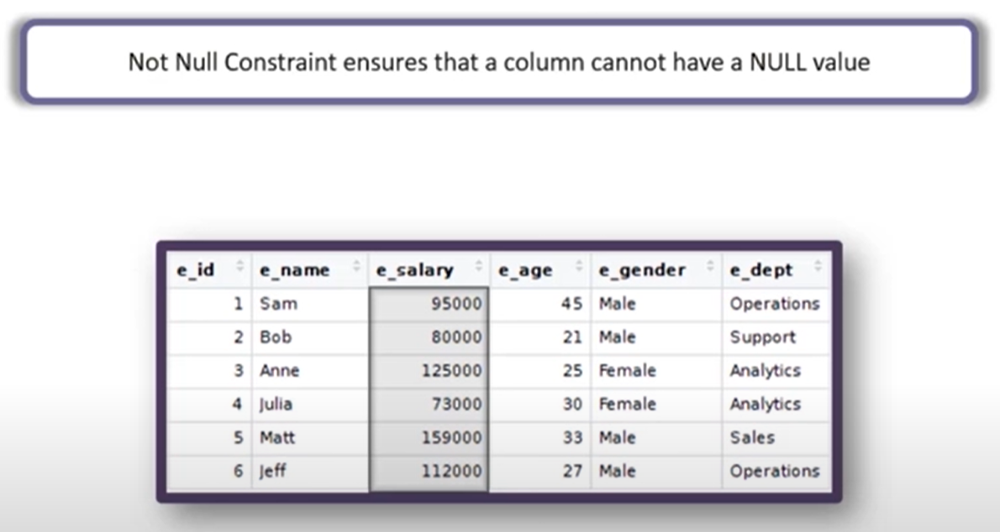 Not Null Constraint ensures that a column cannot have a NULL value
e_id e_name e_salary e_age e_gender e_dept
1 Sam 95000 45 Male Operations
2 Bob 80000 21 Male Support
3 Anne 125000 25 Female Analytics
4 Julia 73000 30 Female Analytics
5 Matt 159000 33 Male Sales
6 Jeff 112000 27 Male Operations